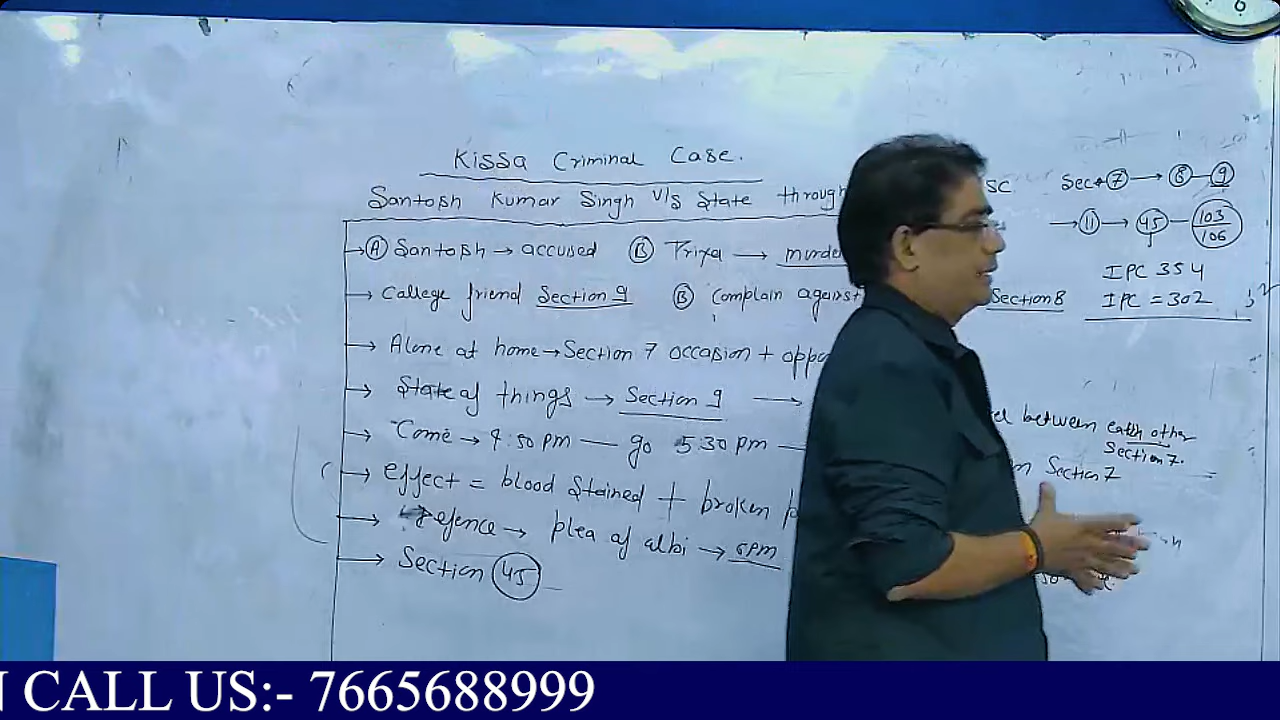 Kissa Criminal Case.
Santosh Kumar Singh V/s State through SC
Sec 7 → 8 - 9
→ 11 → 45 - 103/106
→ A Santosh → accused B Priya → murde
IPC 354
→ College friend Section 9 B Complain against Section 8
IPC = 302
→ Alone at home → Section 7 occasion + oppo
→ State of things → Section 9 →
between each other
Section 7.
→ Come → 4:50 pm — go 5.30 pm —
Section 7
→ effect = blood stained + broken
→ Defence → plea of albi → 6PM
→ Section 45
CALL US:- 7665688999